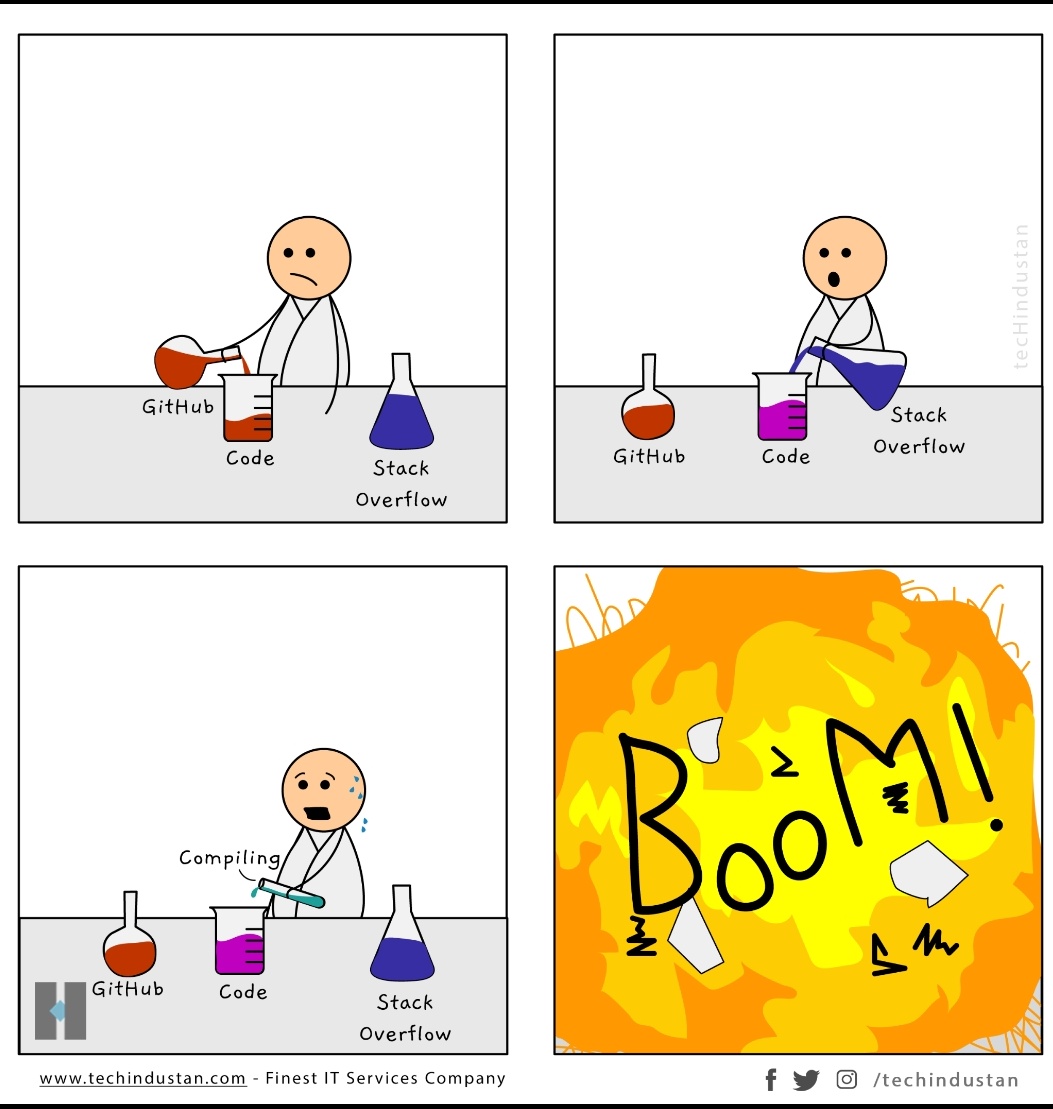 GitHub
Code
Stack
Overflow
tecHindustan
Stack
Overflow
GitHub
Code
Compiling
GitHub
Code
Stack
Overflow
BooM!
www.techindustan.com - Finest IT Services Company
/techindustan